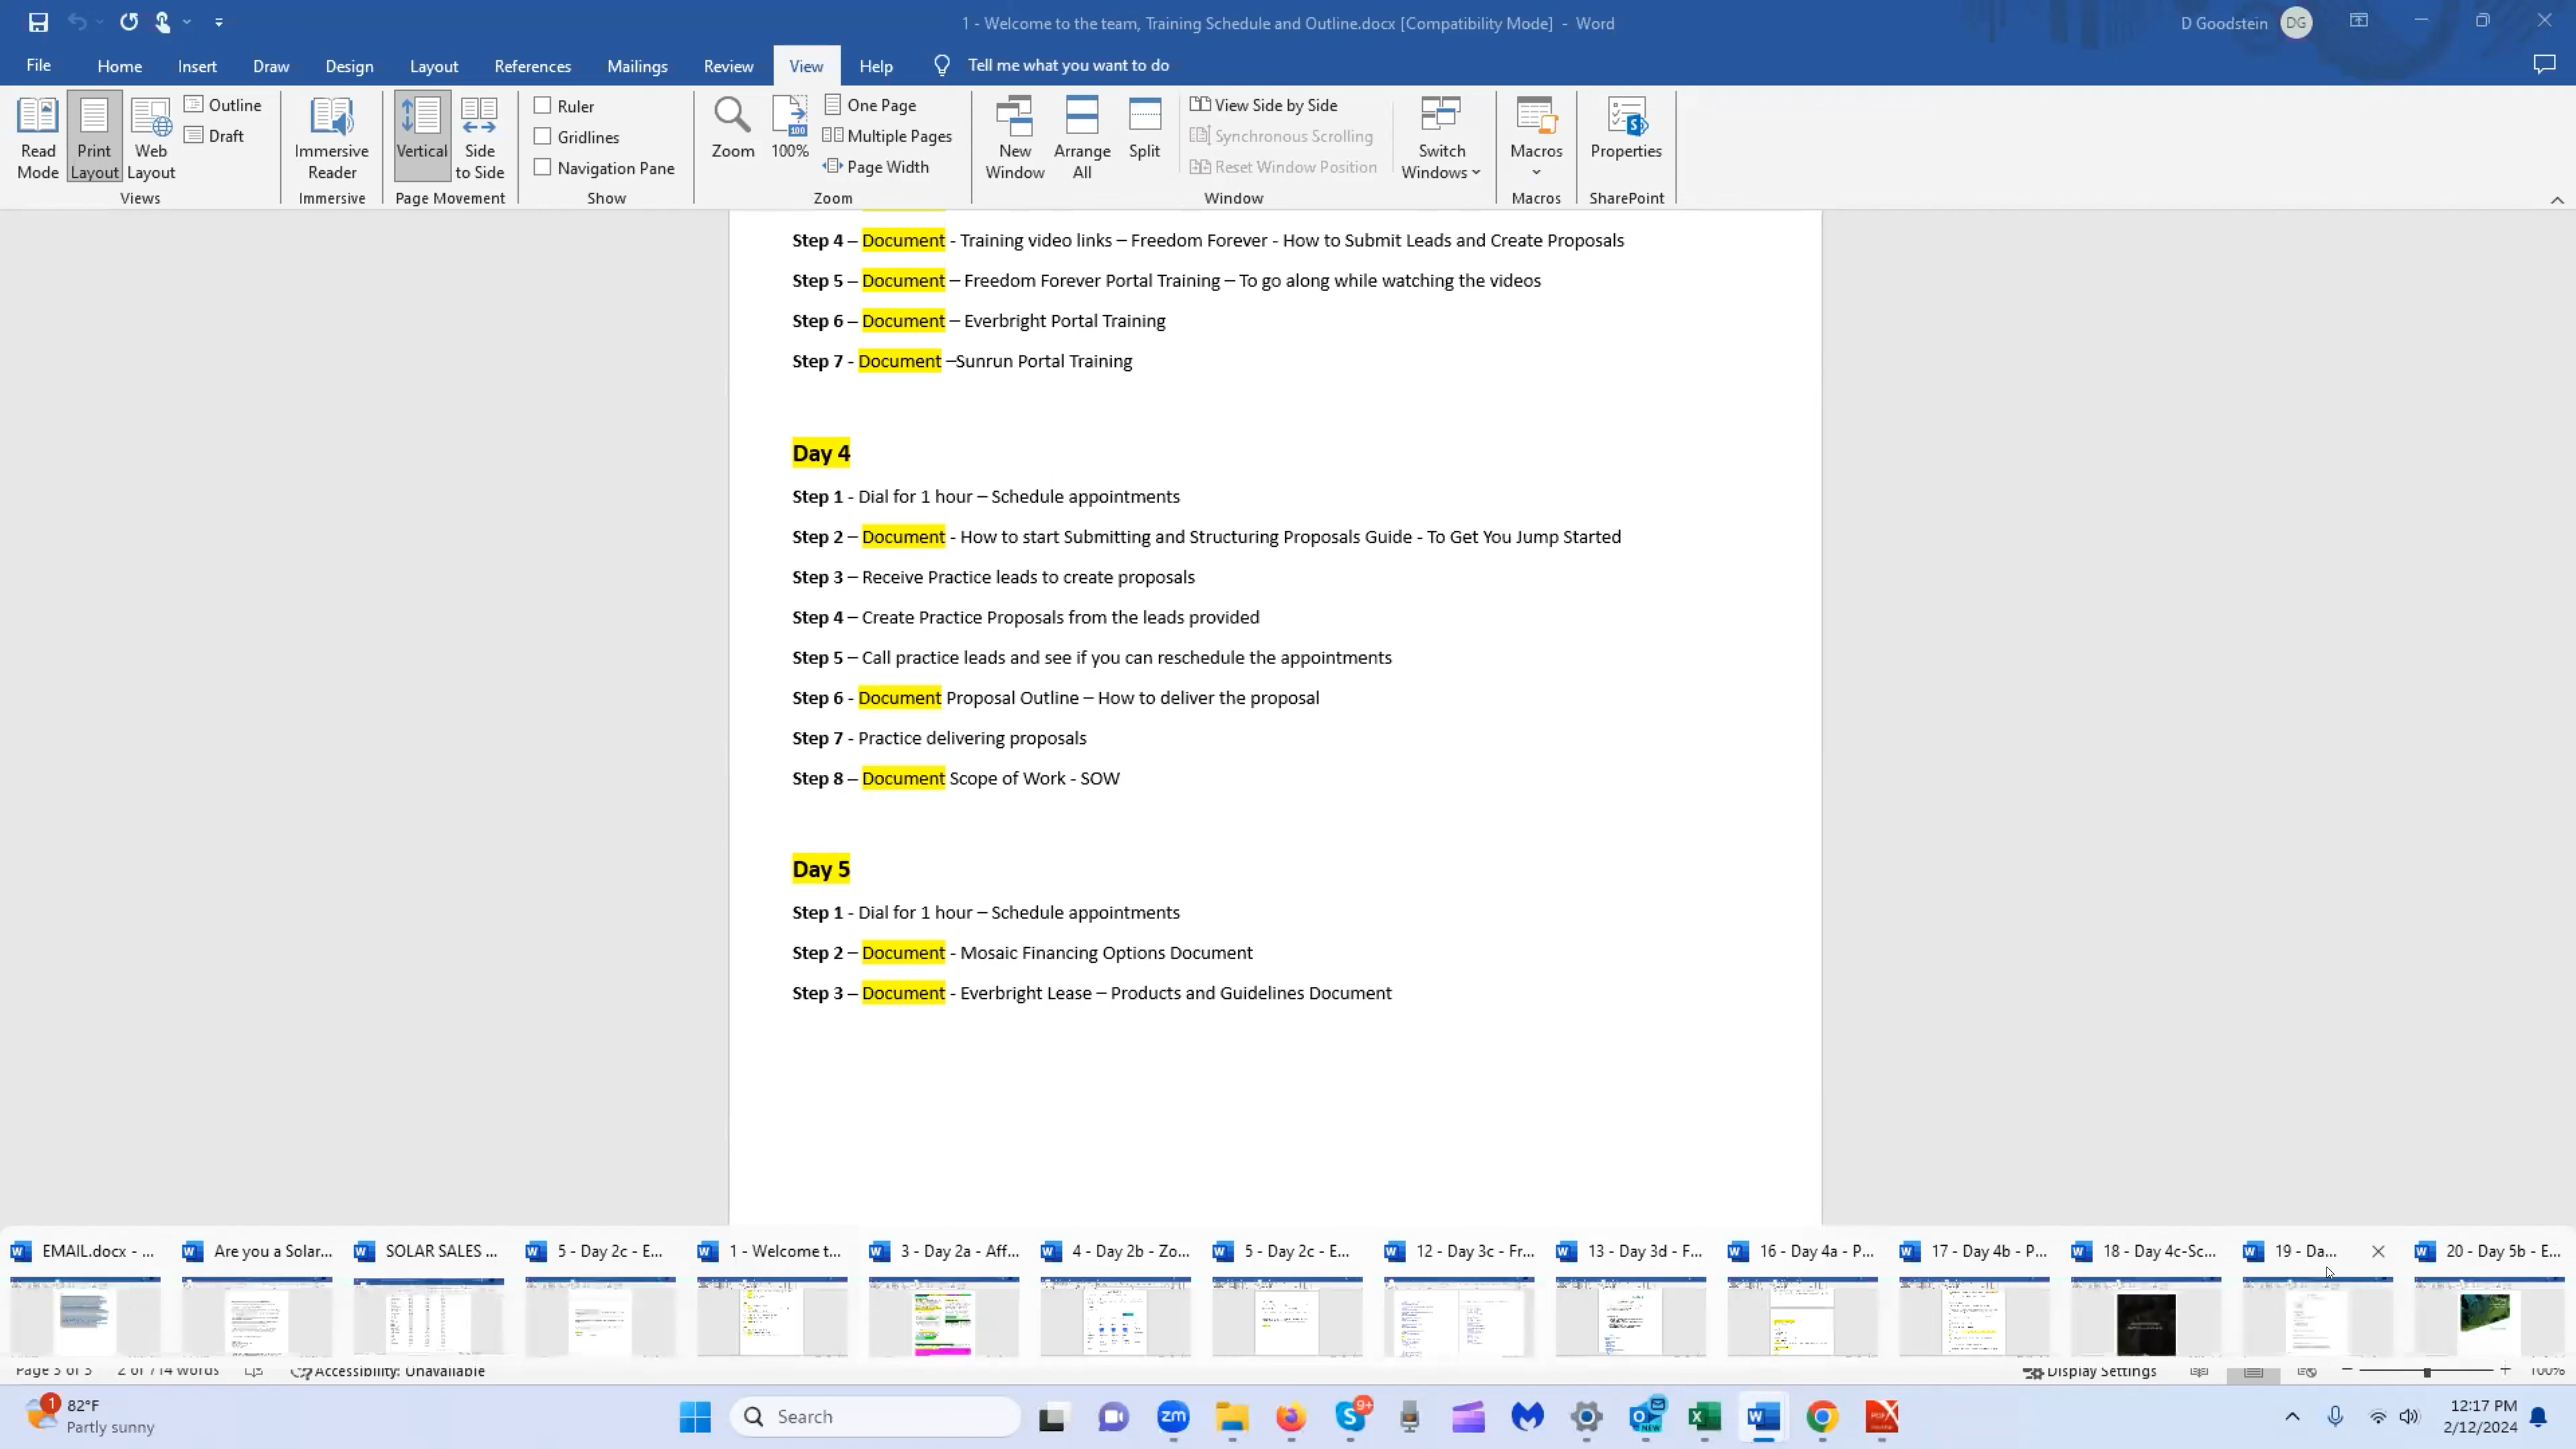 1 - Welcome to the team, Training Schedule and Outline.docx [Compatibility Mode] - Word
D Goodstein DG
File Home Insert Draw Design Layout References Mailings Review View Help Tell me what you want to do
Read Mode
Print Layout
Web Layout
Outline
Draft
Views
Immersive Reader
Immersive
Vertical
Side to Side
Page Movement
Ruler
Gridlines
Navigation Pane
Show
Zoom
100
100%
One Page
Multiple Pages
Page Width
Zoom
New Window
Arrange All
Split
View Side by Side
Synchronous Scrolling
Reset Window Position
Switch Windows
Window
Macros
Macros
Properties
SharePoint
Step 4 – Document - Training video links – Freedom Forever - How to Submit Leads and Create Proposals
Step 5 – Document – Freedom Forever Portal Training – To go along while watching the videos
Step 6 – Document – Everbright Portal Training
Step 7 - Document –Sunrun Portal Training
Day 4
Step 1 - Dial for 1 hour – Schedule appointments
Step 2 – Document - How to start Submitting and Structuring Proposals Guide - To Get You Jump Started
Step 3 – Receive Practice leads to create proposals
Step 4 – Create Practice Proposals from the leads provided
Step 5 – Call practice leads and see if you can reschedule the appointments
Step 6 - Document Proposal Outline – How to deliver the proposal
Step 7 - Practice delivering proposals
Step 8 – Document Scope of Work - SOW
Day 5
Step 1 - Dial for 1 hour – Schedule appointments
Step 2 – Document - Mosaic Financing Options Document
Step 3 – Document - Everbright Lease – Products and Guidelines Document
EMAIL.docx - ...
Are you a Solar...
SOLAR SALES ...
5 - Day 2c - E...
1 - Welcome t...
3 - Day 2a - Aff...
4 - Day 2b - Zo...
5 - Day 2c - E...
12 - Day 3c - Fr...
13 - Day 3d - F...
16 - Day 4a - P...
17 - Day 4b - P...
18 - Day 4c-Sc...
19 - Da...
20 - Day 5b - E...
Page 3 of 3 2 of 714 words Accessibility: Unavailable Display Settings 100%
1 82°F
Partly sunny
Search
zm
9+
NEW
12:17 PM
2/12/2024